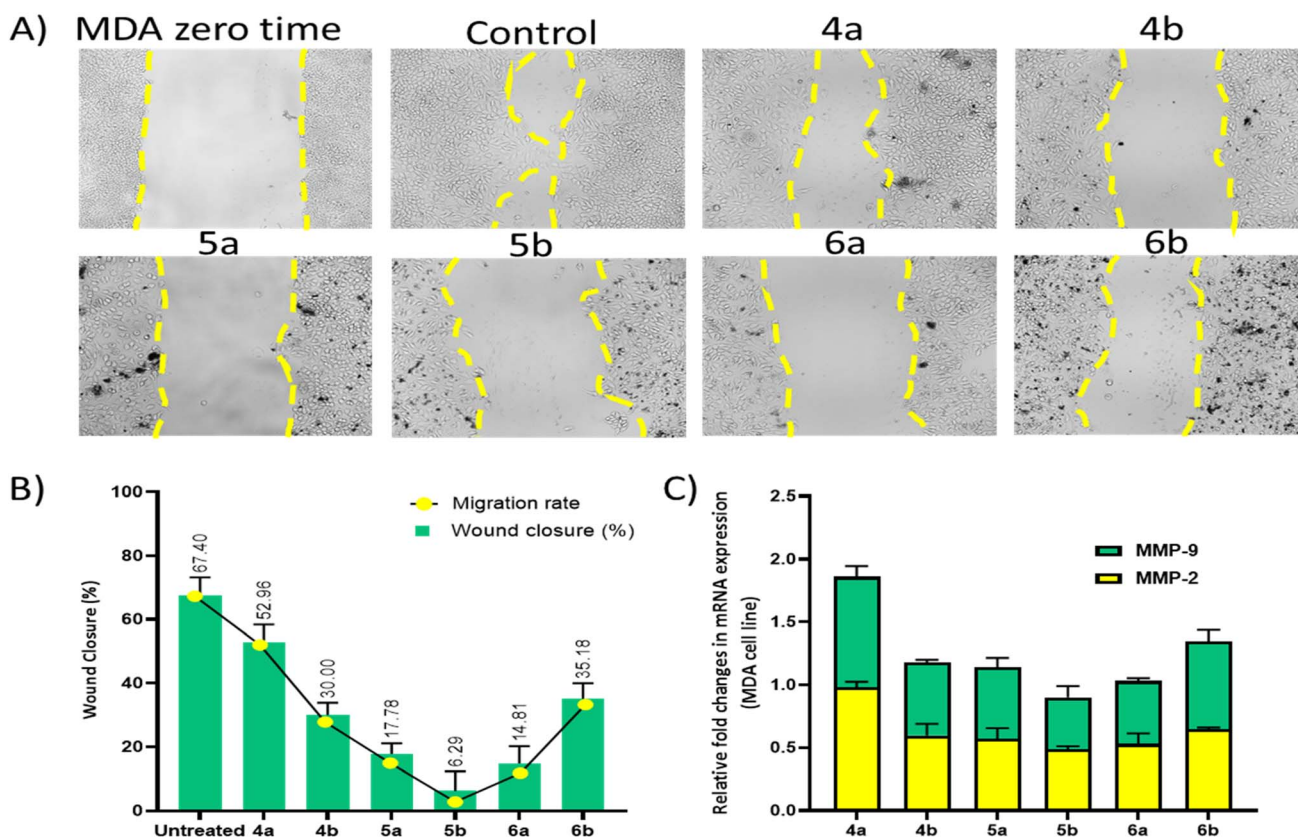 A)
MDA zero time
Control
4a
4b
5a
5b
6a
6b
B)
Wound Closure (%)
100
80
60
40
20
0
Migration rate
Wound closure (%)
67.40
52.96
30.00
17.78
6.29
14.81
35.18
Untreated 4a 4b 5a 5b 6a 6b
C)
Relative fold changes in mRNA expression
(MDA cell line)
2.5
2.0
1.5
1.0
0.5
0.0
MMP-9
MMP-2
4a 4b 5a 5b 6a 6b